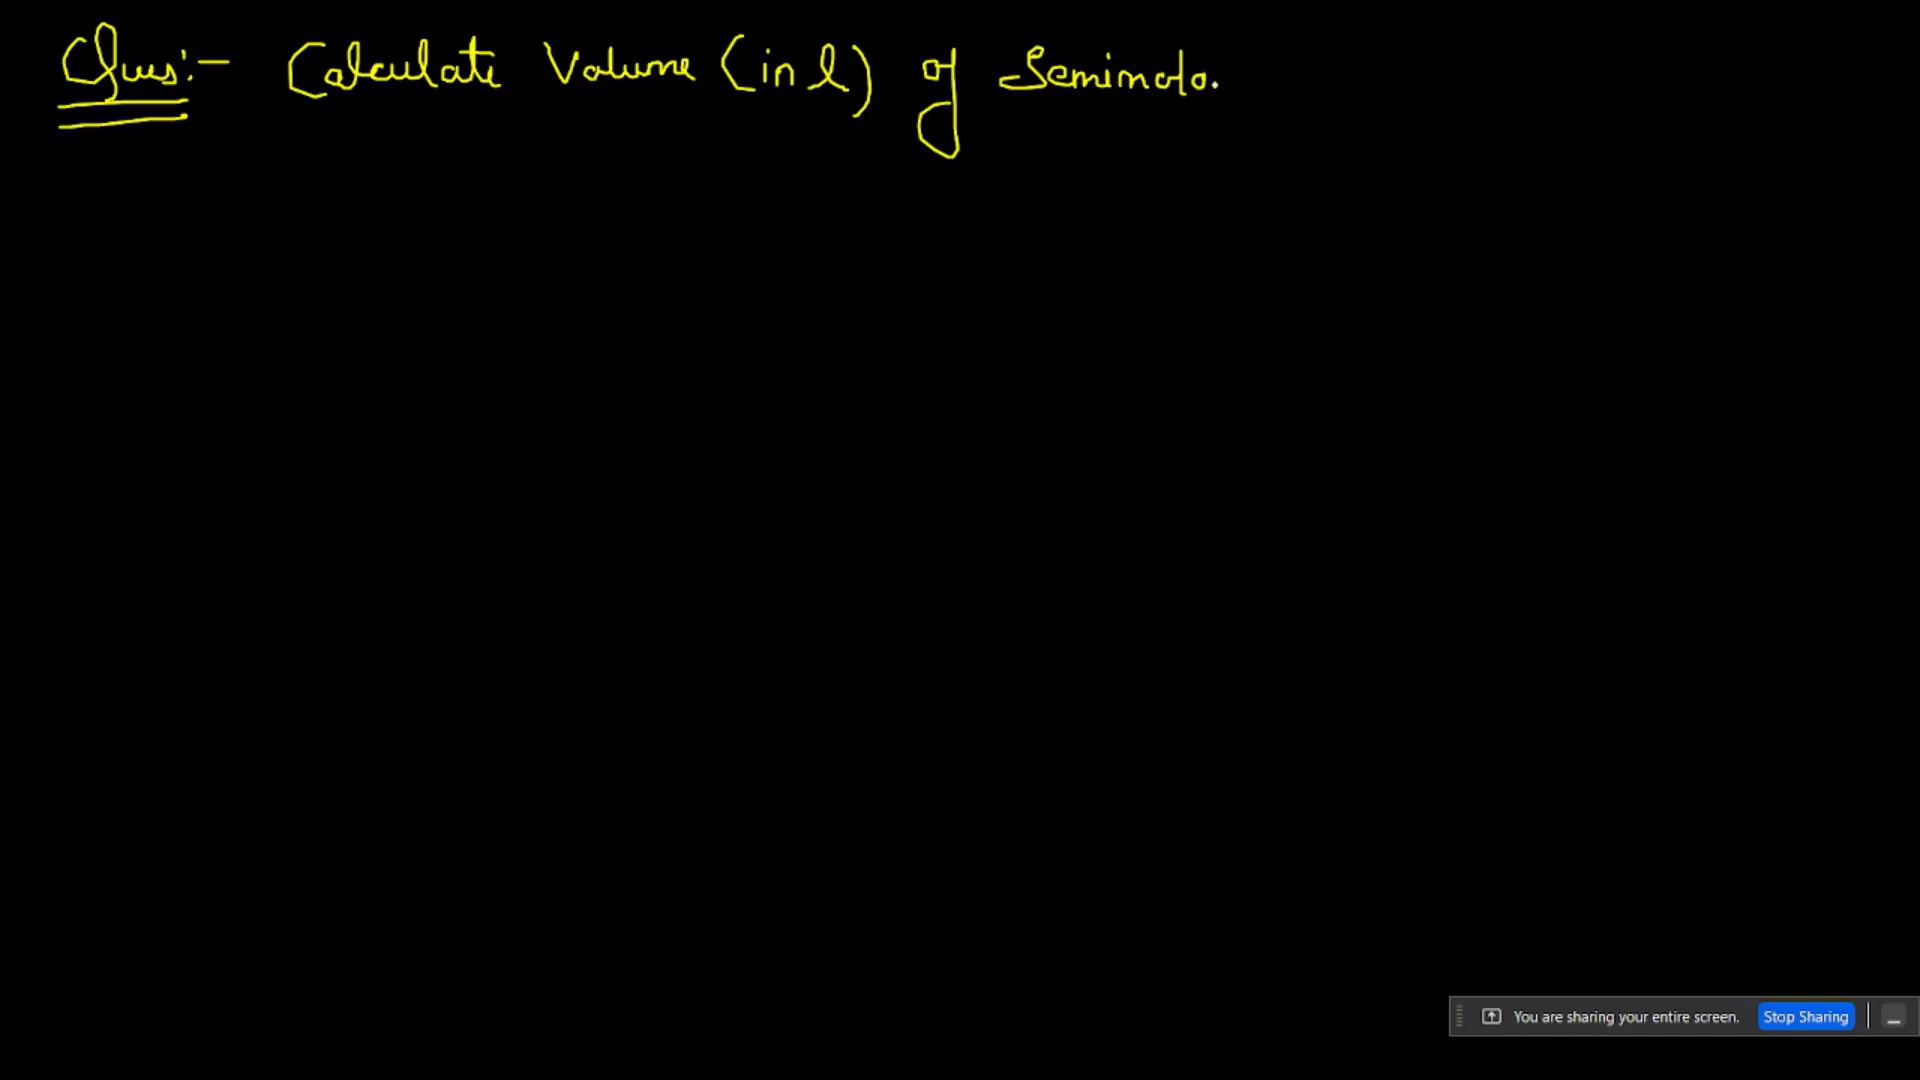 Ques:- Calculate Volume (in l) of Semimolo.
You are sharing your entire screen. Stop Sharing